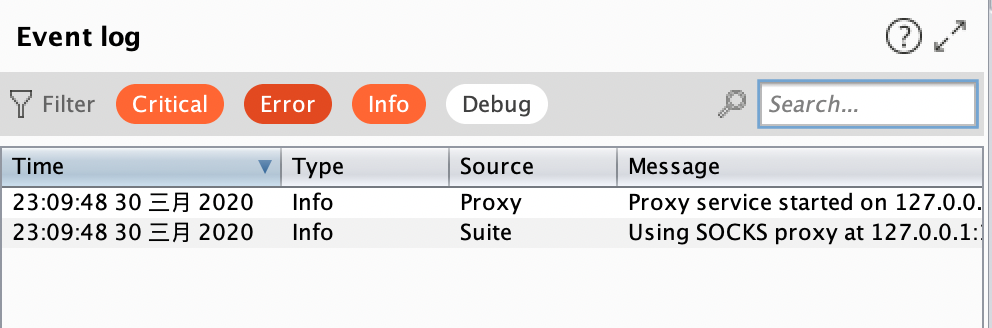 Event log
Filter Critical Error Info Debug Search...
Time Type Source Message
23:09:48 30 三月 2020 Info Proxy Proxy service started on 127.0.0.
23:09:48 30 三月 2020 Info Suite Using SOCKS proxy at 127.0.0.1: